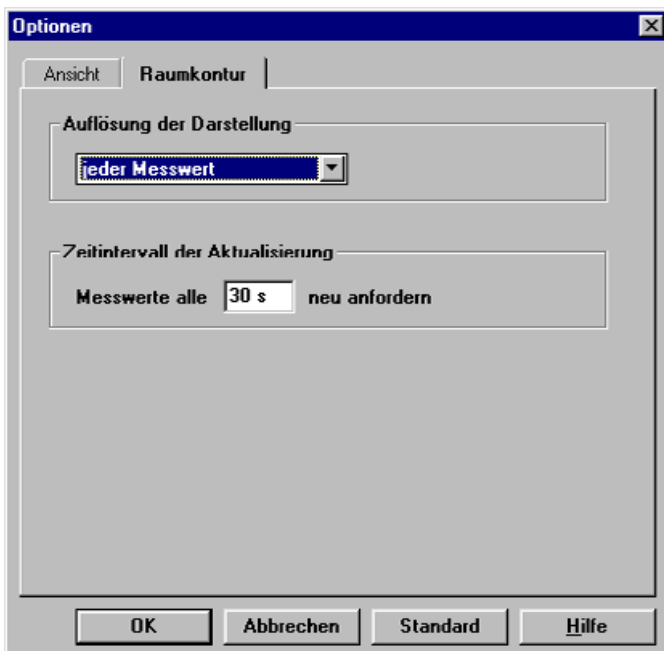 Optionen
Ansicht Raumkontur
Auflösung der Darstellung
jeder Messwert
Zeitintervall der Aktualisierung
Messwerte alle 30 s neu anfordern
OK Abbrechen Standard Hilfe